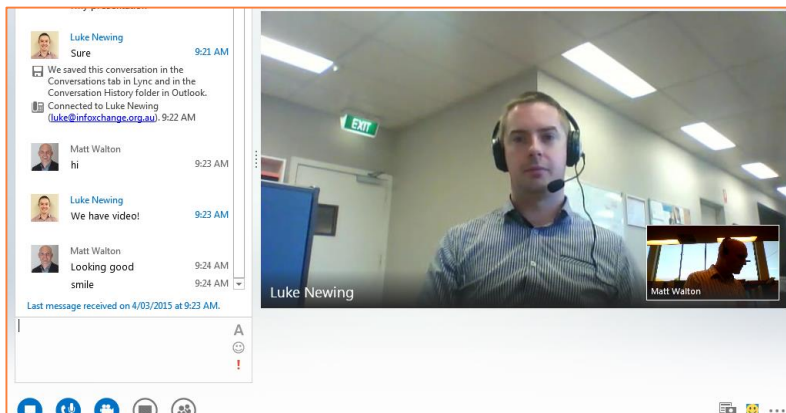 my presentation
Luke Newing
Sure 9:21 AM
We saved this conversation in the
Conversations tab in Lync and in the
Conversation History folder in Outlook.
Connected to Luke Newing
(luke@infoxchange.org.au). 9:22 AM
Matt Walton
hi 9:23 AM
Luke Newing
We have video! 9:23 AM
Matt Walton
Looking good 9:24 AM
smile 9:24 AM
Last message received on 4/03/2015 at 9:23 AM.
A
!
EXIT
Luke Newing
Matt Walton